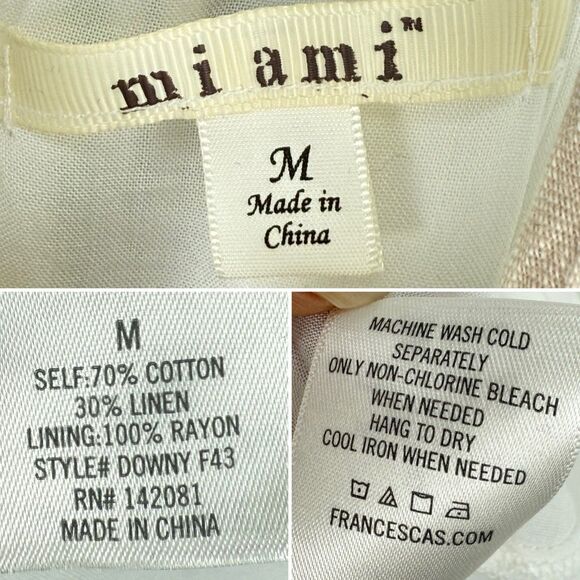 mi ami™
M
Made in
China
M
SELF:70% COTTON
30% LINEN
LINING:100% RAYON
STYLE# DOWNY F43
RN# 142081
MADE IN CHINA
MACHINE WASH COLD
SEPARATELY
ONLY NON-CHLORINE BLEACH
WHEN NEEDED
HANG TO DRY
COOL IRON WHEN NEEDED
FRANCESCAS.COM